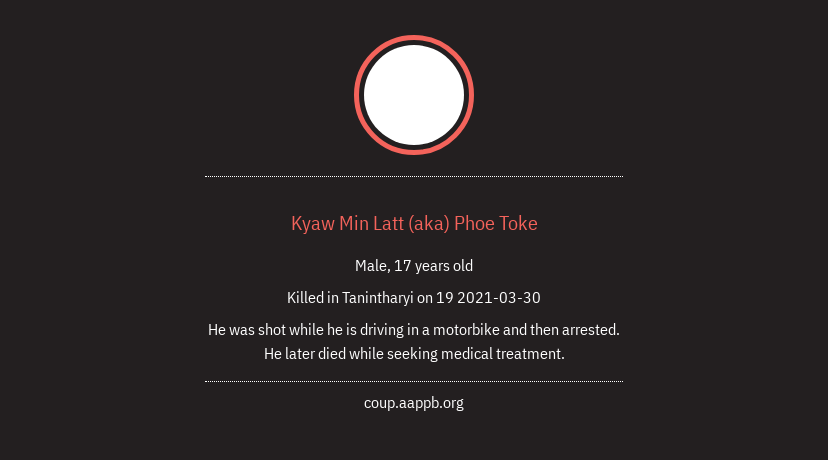 Kyaw Min Latt (aka) Phoe Toke
Male, 17 years old
Killed in Tanintharyi on 19 2021-03-30
He was shot while he is driving in a motorbike and then arrested.
He later died while seeking medical treatment.
coup.aappb.org